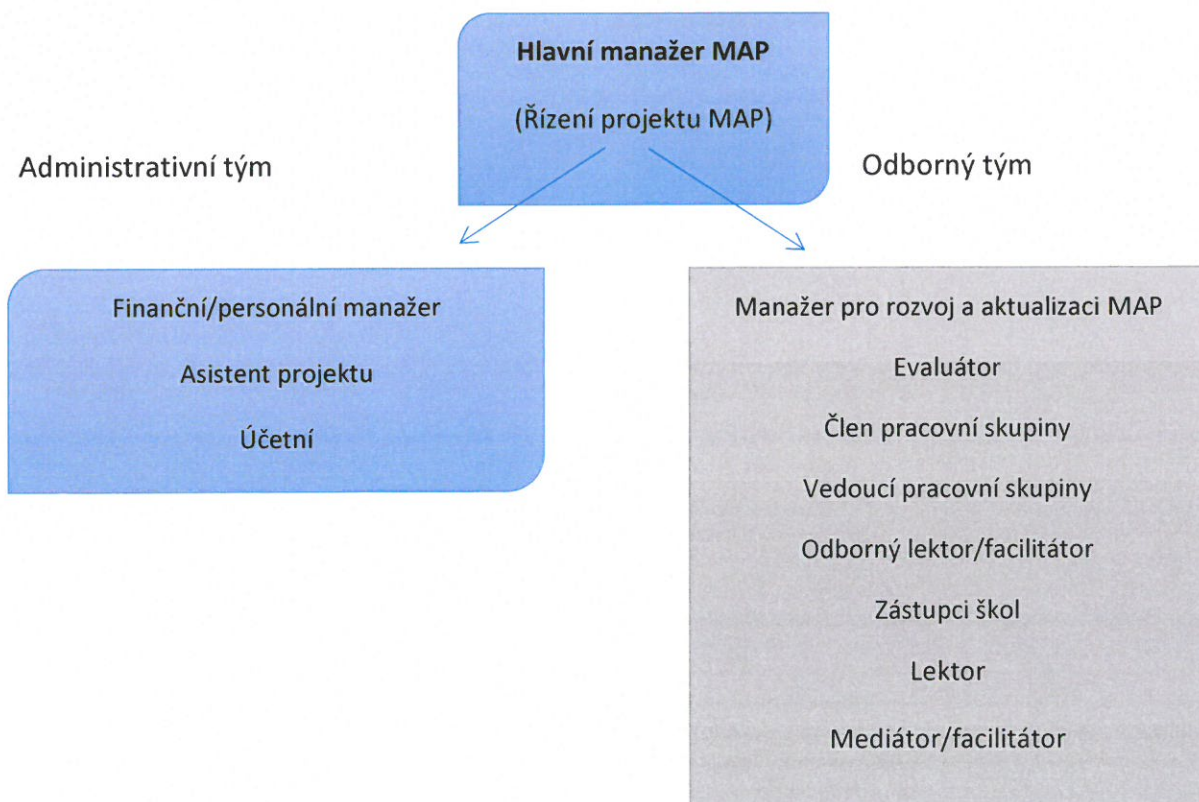 Hlavní manažer MAP
(Řízení projektu MAP)
Administrativní tým
Odborný tým
Finanční/personální manažer
Asistent projektu
Účetní
Manažer pro rozvoj a aktualizaci MAP
Evaluátor
Člen pracovní skupiny
Vedoucí pracovní skupiny
Odborný lektor/facilitátor
Zástupci škol
Lektor
Mediátor/facilitátor